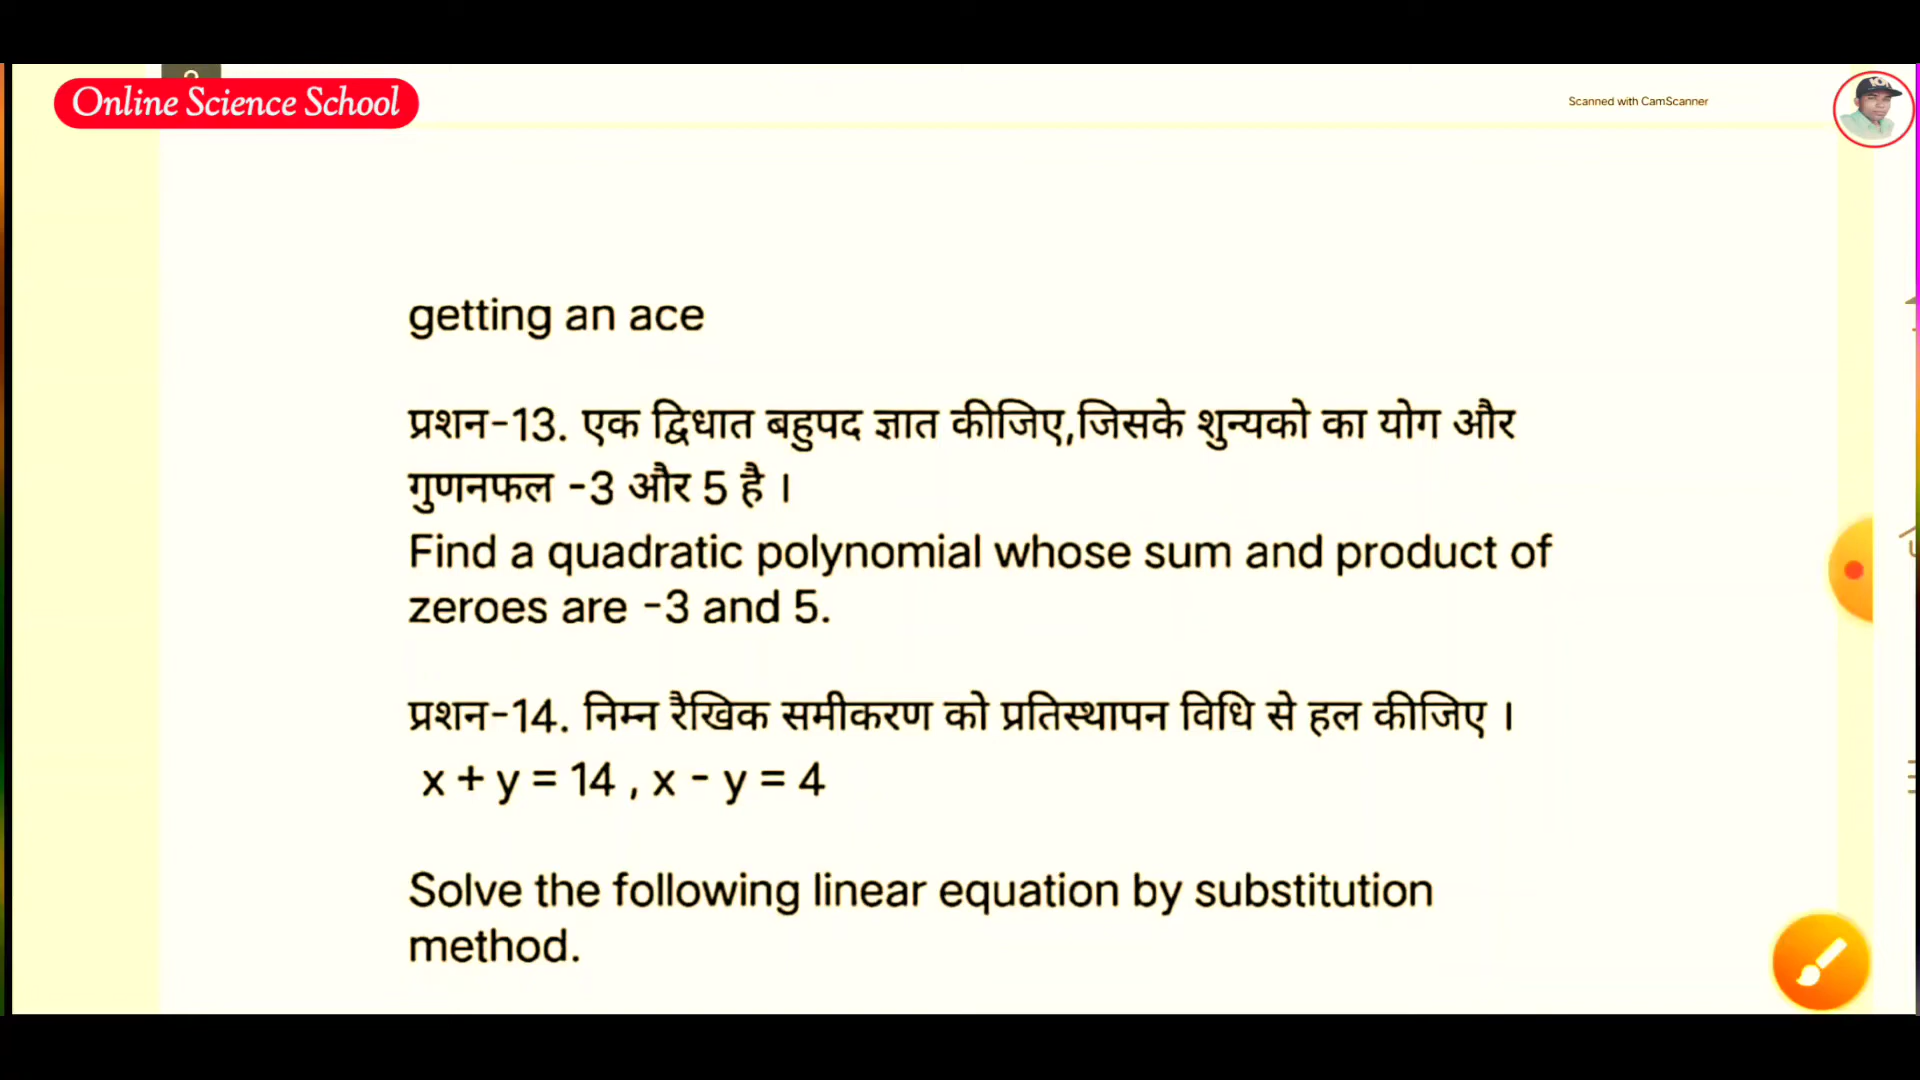 Online Science School
Scanned with CamScanner
getting an ace
प्रशन-13. एक द्विधात बहुपद ज्ञात कीजिए,जिसके शुन्यको का योग और
गुणनफल -3 और 5 है ।
Find a quadratic polynomial whose sum and product of
zeroes are -3 and 5.
प्रशन-14. निम्न रैखिक समीकरण को प्रतिस्थापन विधि से हल कीजिए ।
x + y = 14 , x - y = 4
Solve the following linear equation by substitution
method.